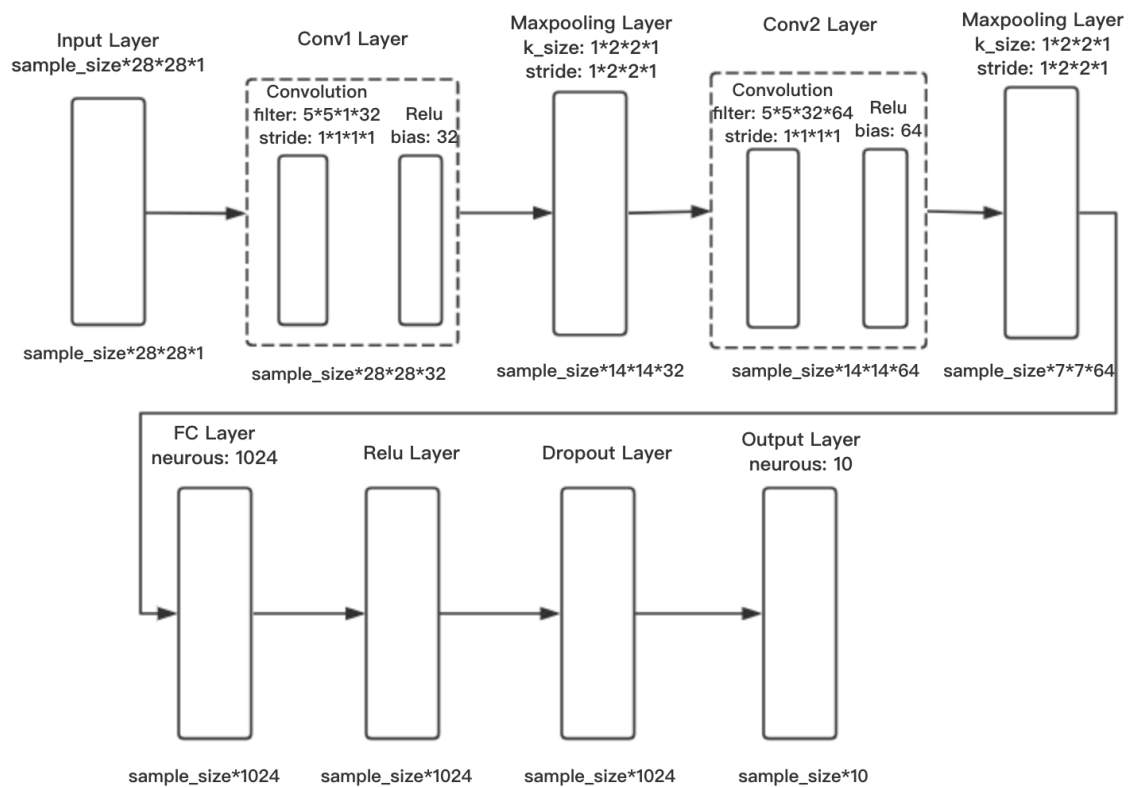 Input Layer
sample_size*28*28*1
sample_size*28*28*1
Conv1 Layer
Convolution
filter: 5*5*1*32
stride: 1*1*1*1
Relu
bias: 32
sample_size*28*28*32
Maxpooling Layer
k_size: 1*2*2*1
stride: 1*2*2*1
sample_size*14*14*32
Conv2 Layer
Convolution
filter: 5*5*32*64
stride: 1*1*1*1
Relu
bias: 64
sample_size*14*14*64
Maxpooling Layer
k_size: 1*2*2*1
stride: 1*2*2*1
sample_size*7*7*64
FC Layer
neurous: 1024
sample_size*1024
Relu Layer
sample_size*1024
Dropout Layer
sample_size*1024
Output Layer
neurous: 10
sample_size*10